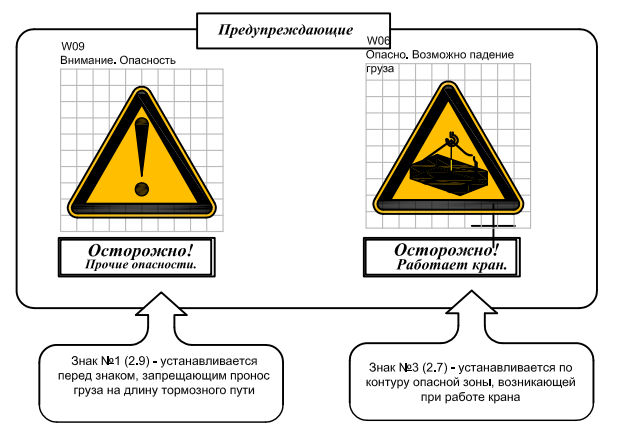 Предупреждающие
W09
Внимание. Опасность
W06
Опасно. Возможно падение
груза
Осторожно!
Прочие опасности.
Осторожно!
Работает кран.
Знак №1 (2.9) - устанавливается
перед знаком, запрещающим пронос
груза на длину тормозного пути
Знак №3 (2.7) - устанавливается по
контуру опасной зоны, возникающей
при работе крана